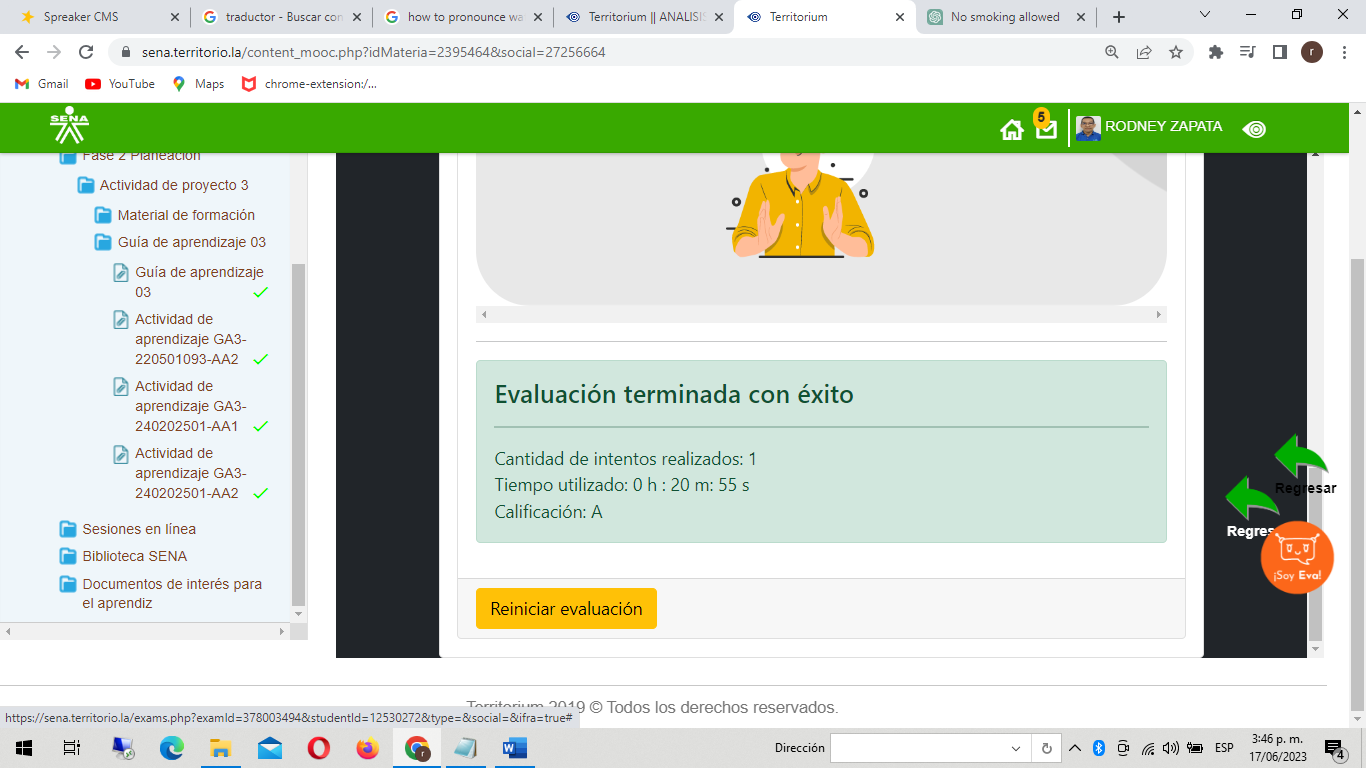 Spreaker CMS
traductor - Buscar con
how to pronounce wa
Territorium || ANALISIS
Territorium
No smoking allowed
sena.territorio.la/content_mooc.php?idMateria=2395464&social=27256664
r
Gmail
YouTube
Maps
chrome-extension:/...
SENA
5
RODNEY ZAPATA
Fase 2 Planeación
Actividad de proyecto 3
Material de formación
Guía de aprendizaje 03
Guía de aprendizaje
03
Actividad de
aprendizaje GA3-
220501093-AA2
Actividad de
aprendizaje GA3-
240202501-AA1
Actividad de
aprendizaje GA3-
240202501-AA2
Sesiones en línea
Biblioteca SENA
Documentos de interés para
el aprendiz
Evaluación terminada con éxito
Cantidad de intentos realizados: 1
Tiempo utilizado: 0 h : 20 m: 55 s
Calificación: A
Reiniciar evaluación
Regresar
Regres
¡Soy Eva!
Territorium 2019 © Todos los derechos reservados.
https://sena.territorio.la/exams.php?examId=378003494&studentId=12530272&type=&social=&ifra=true#
r
Dirección
ESP
3:46 p. m.
17/06/2023
4